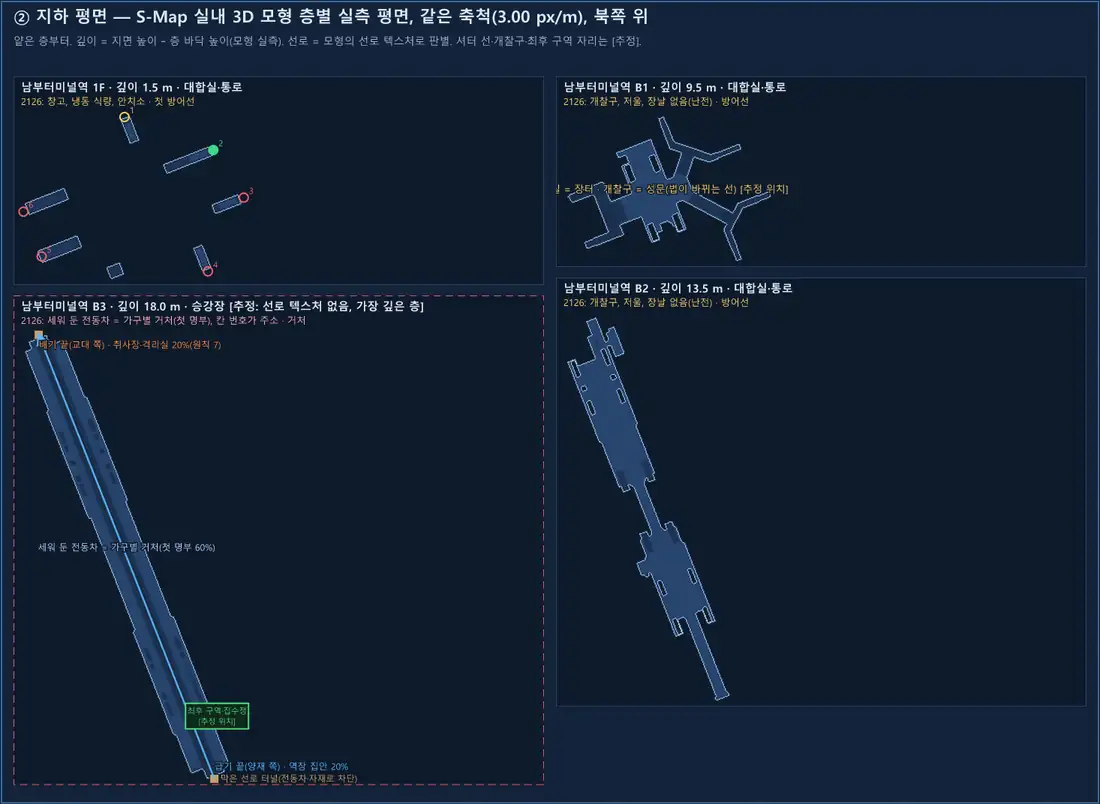 ② 지하 평면 — S-Map 실내 3D 모형 층별 실측 평면, 같은 축척(3.00 px/m), 북쪽 위
얕은 층부터. 깊이 = 지면 높이 − 층 바닥 높이(모형 실측). 선로 = 모형의 선로 텍스처로 판별. 셔터 선·개찰구·최후 구역 자리는 [추정].
남부터미널역 1F · 깊이 1.5 m · 대합실·통로
2126: 창고, 냉동 식량, 안치소 · 첫 방어선
1
2
3
6
5
4
남부터미널역 B1 · 깊이 9.5 m · 대합실·통로
2126: 개찰구, 저울, 장날 없음(난전) · 방어선
= 장터 · 개찰구 = 성문(법이 바뀌는 선) [추정 위치]
남부터미널역 B3 · 깊이 18.0 m · 승강장 [추정: 선로 텍스처 없음, 가장 깊은 층]
2126: 세워 둔 전동차 = 가구별 거처(첫 명부), 칸 번호가 주소 · 거처
배기 끝(교대 쪽) · 취사장·격리실 20%(원칙 7)
세워 둔 전동차 = 가구별 거처(첫 명부 60%)
최후 구역·집수정
[추정 위치]
급기 끝(양재 쪽) · 역장 집안 20%
막은 선로 터널(전동차·자재로 차단)
남부터미널역 B2 · 깊이 13.5 m · 대합실·통로
2126: 개찰구, 저울, 장날 없음(난전) · 방어선